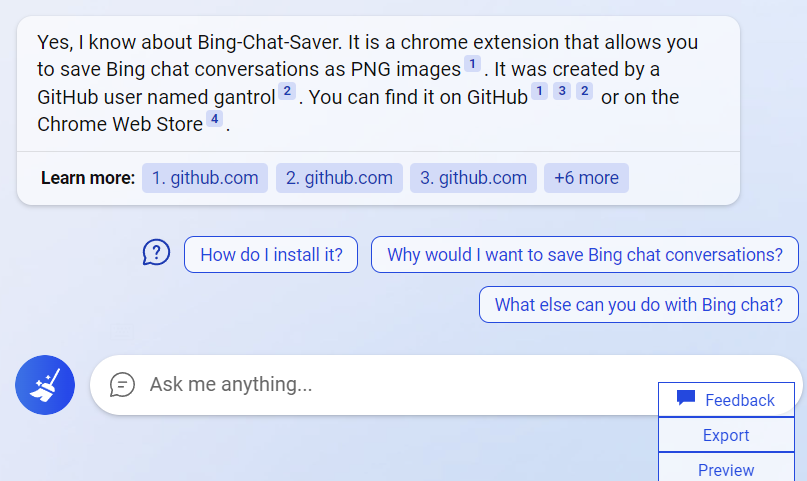 Yes, I know about Bing-Chat-Saver. It is a chrome extension that allows you
to save Bing chat conversations as PNG images 1 . It was created by a
GitHub user named gantrol 2 . You can find it on GitHub 1 3 2 or on the
Chrome Web Store 4 .
Learn more: 1. github.com 2. github.com 3. github.com +6 more
How do I install it? Why would I want to save Bing chat conversations?
What else can you do with Bing chat?
Ask me anything...
Feedback
Export
Preview